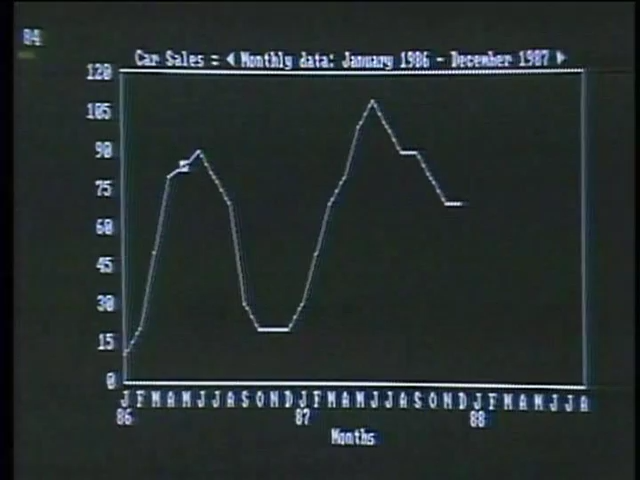 84
Car Sales = ◀ Monthly data: January 1986 - December 1987 ▶
120
105
90
75
60
45
30
15
0
J F M A M J J A S O N D J F M A M J J A S O N D J F M A M J J A
86 87 88
Months